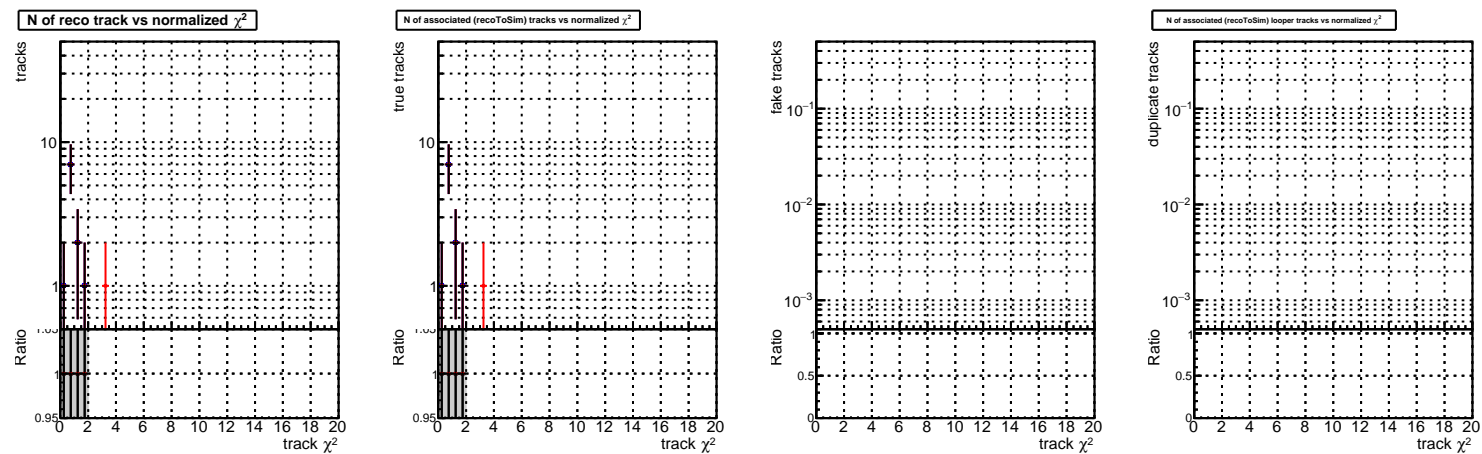 N of reco track vs normalized χ²
tracks
10
1
1.05
Ratio
1
0.95
0 2 4 6 8 10 12 14 16 18 20
track χ²
N of associated (recoToSim) tracks vs normalized χ²
true tracks
10
1
1.05
Ratio
1
0.95
0 2 4 6 8 10 12 14 16 18 20
track χ²
fake tracks
10⁻¹
10⁻²
10⁻³
Ratio
1
0.5
0
0 2 4 6 8 10 12 14 16 18 20
track χ²
N of associated (recoToSim) looper tracks vs normalized χ²
duplicate tracks
10⁻¹
10⁻²
10⁻³
Ratio
1
0.5
0
0 2 4 6 8 10 12 14 16 18 20
track χ²